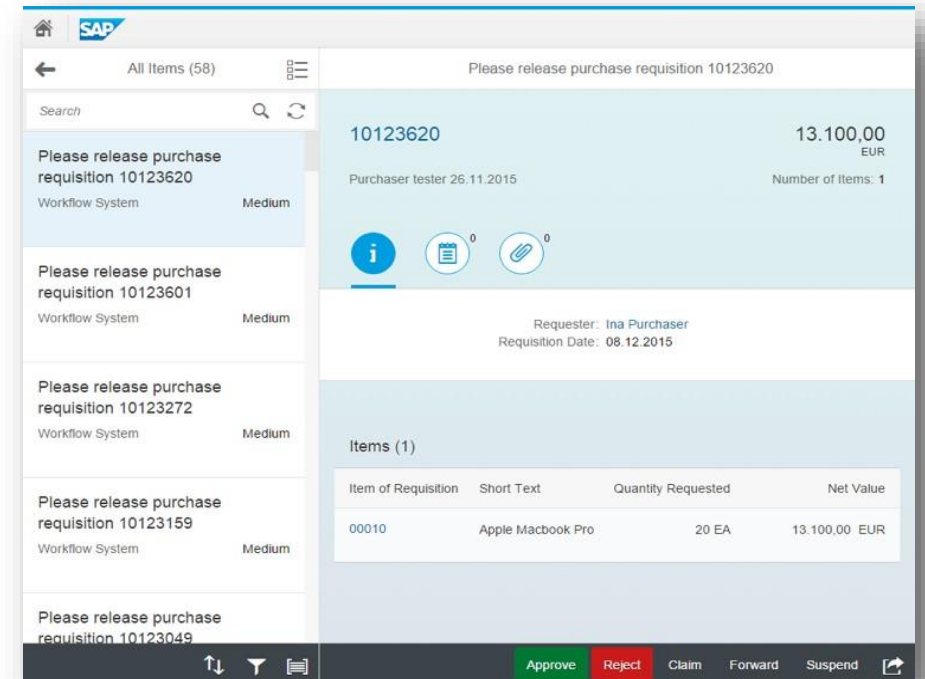 SAP
All Items (58)
Search
Please release purchase
requisition 10123620
Workflow System Medium
Please release purchase
requisition 10123601
Workflow System Medium
Please release purchase
requisition 10123272
Workflow System Medium
Please release purchase
requisition 10123159
Workflow System Medium
Please release purchase
requisition 10123049
Please release purchase requisition 10123620
10123620 13.100,00
EUR
Purchaser tester 26.11.2015 Number of Items: 1
i 0 0
Requester: Ina Purchaser
Requisition Date: 08.12.2015
Items (1)
Item of Requisition Short Text Quantity Requested Net Value
00010 Apple Macbook Pro 20 EA 13.100,00 EUR
Approve Reject Claim Forward Suspend